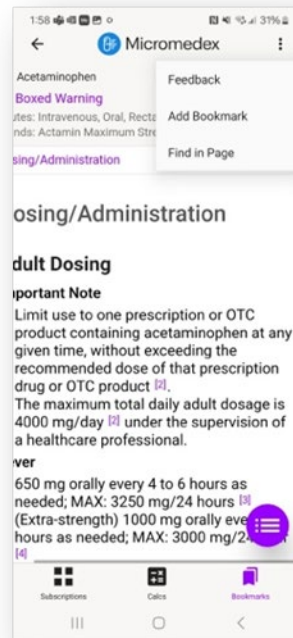 1:58
31%
Micromedex
Acetaminophen
Feedback
Boxed Warning
utes: Intravenous, Oral, Recta
Add Bookmark
nds: Actamin Maximum Stre
Find in Page
sing/Administration
osing/Administration
dult Dosing
portant Note
Limit use to one prescription or OTC
product containing acetaminophen at any
given time, without exceeding the
recommended dose of that prescription
drug or OTC product [2].
The maximum total daily adult dosage is
4000 mg/day [2] under the supervision of
a healthcare professional.
ver
650 mg orally every 4 to 6 hours as
needed; MAX: 3250 mg/24 hours [3]
(Extra-strength) 1000 mg orally eve
hours as needed; MAX: 3000 mg/2
[4]
Subscriptions
Calcs
Bookmarks